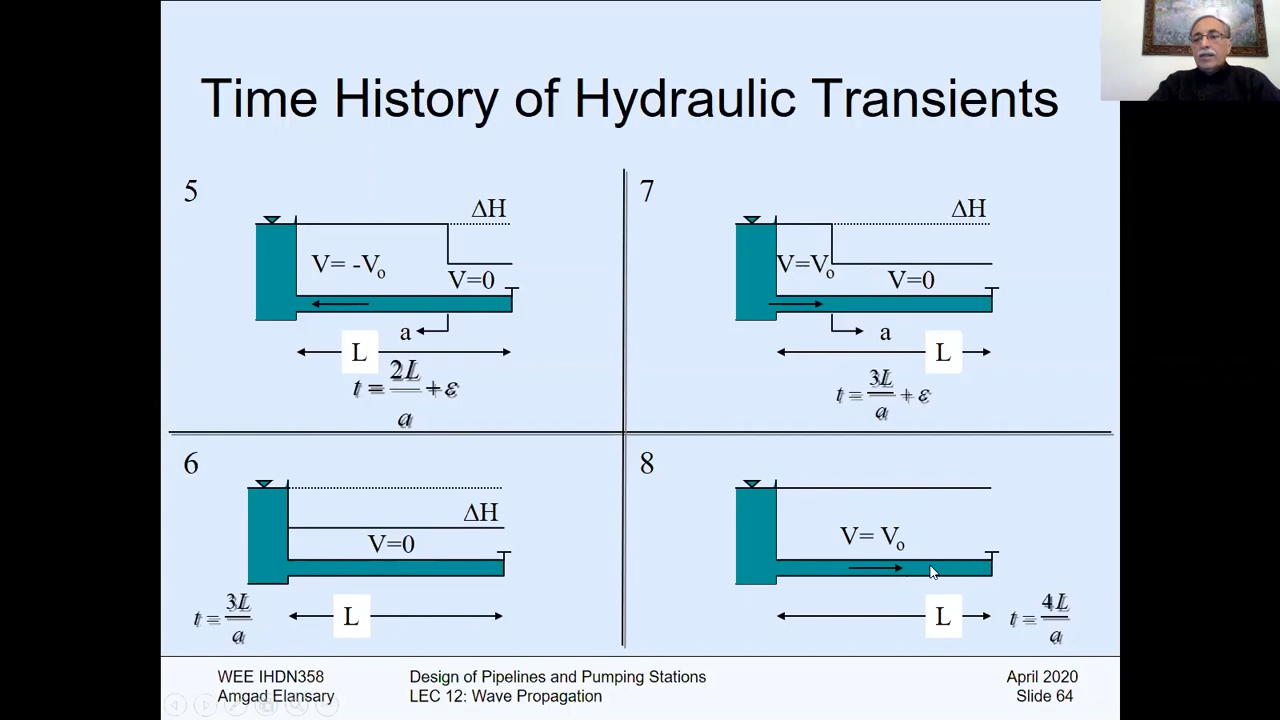 Time History of Hydraulic Transients
5
ΔH
V= -Vₒ
V=0
a
L
t = 2L/a + ε
7
ΔH
V=Vₒ
V=0
a
L
t = 3L/a + ε
6
ΔH
V=0
L
t = 3L/a
8
V= Vₒ
L
t = 4L/a
WEE IHDN358
Amgad Elansary
Design of Pipelines and Pumping Stations
LEC 12: Wave Propagation
April 2020
Slide 64